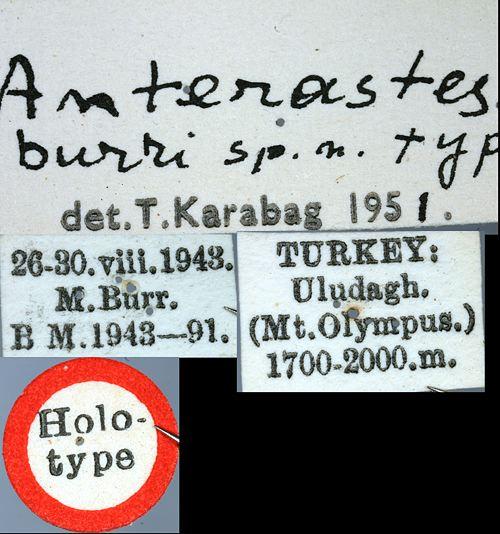 Anterastes
burri sp. n. typ
det. T. Karabag 1951.
26-30.viii.1943.
M. Burr.
B M. 1943—91.
TURKEY:
Uludagh.
(Mt. Olympus.)
1700-2000.m.
Holo-
type